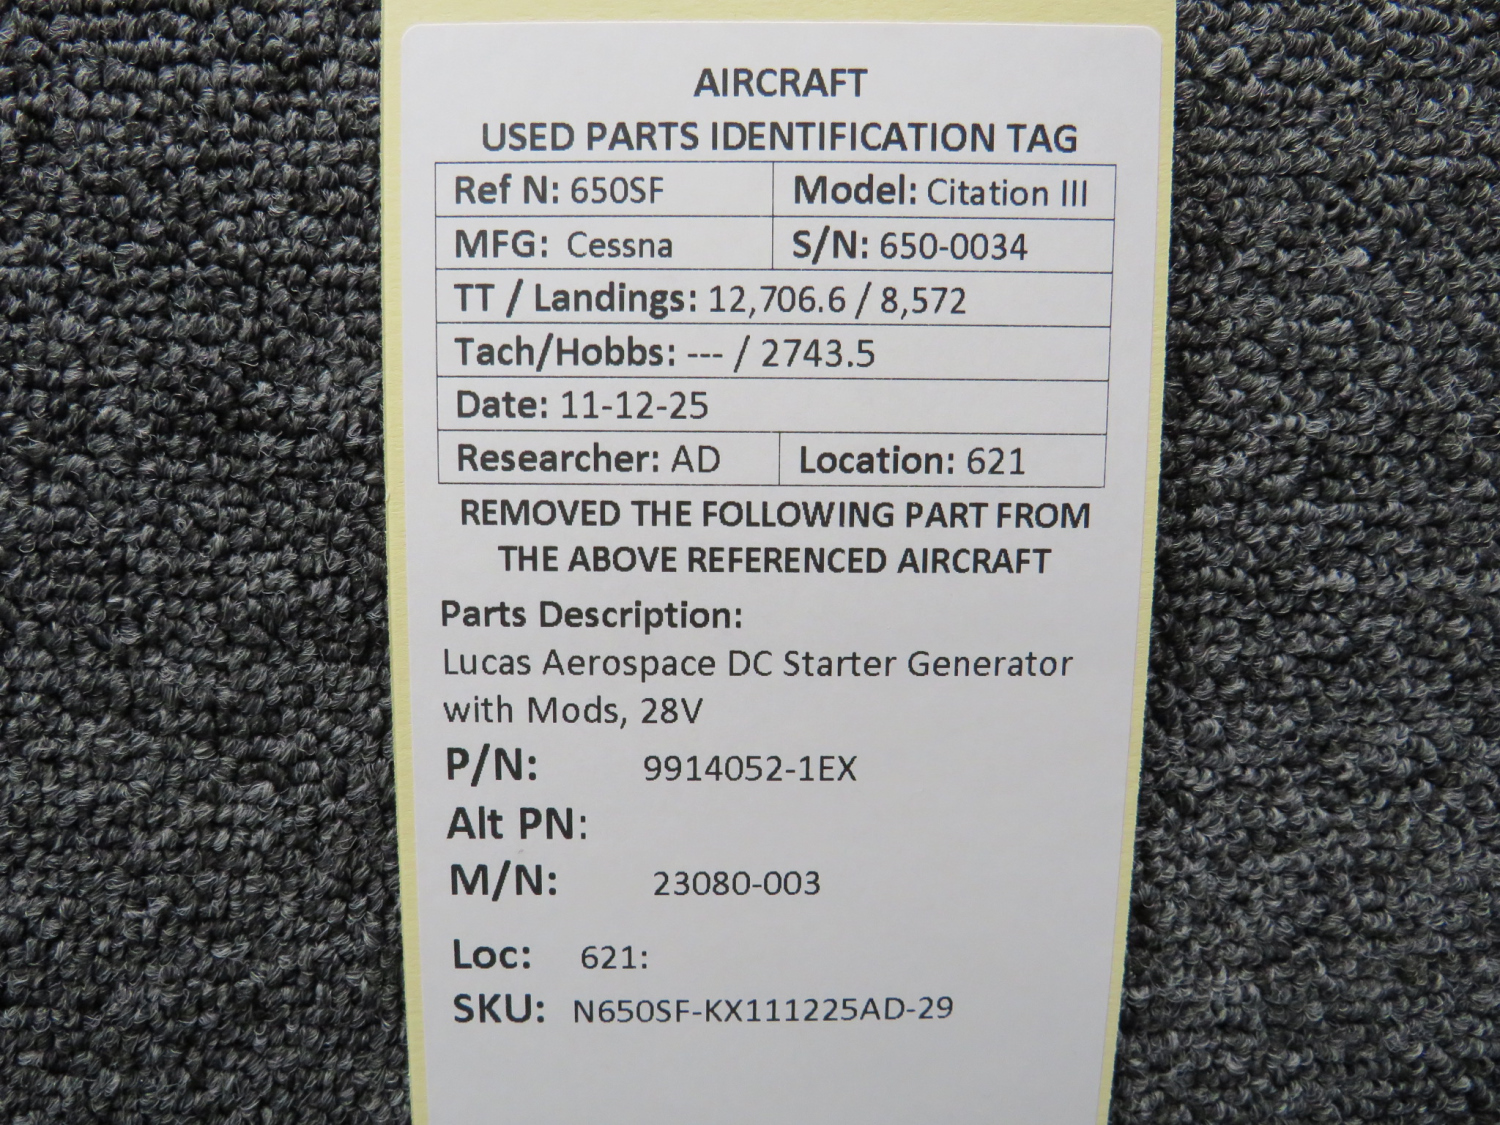 AIRCRAFT
USED PARTS IDENTIFICATION TAG
Ref N: 650SF Model: Citation III
MFG: Cessna S/N: 650-0034
TT / Landings: 12,706.6 / 8,572
Tach/Hobbs: --- / 2743.5
Date: 11-12-25
Researcher: AD Location: 621
REMOVED THE FOLLOWING PART FROM
THE ABOVE REFERENCED AIRCRAFT
Parts Description:
Lucas Aerospace DC Starter Generator
with Mods, 28V
P/N: 9914052-1EX
Alt PN:
M/N: 23080-003
Loc: 621:
SKU: N650SF-KX111225AD-29